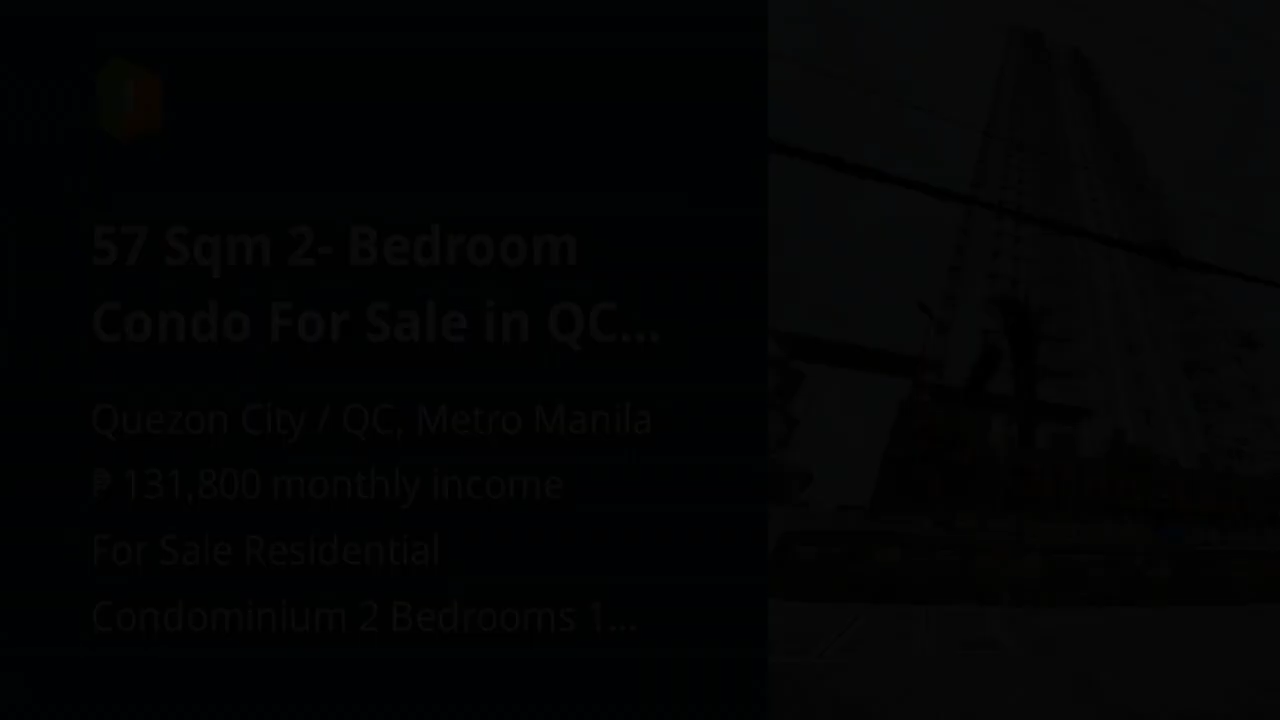 57 Sqm 2- Bedroom
Condo For Sale in QC...
Quezon City / QC, Metro Manila
₱ 131,800 monthly income
For Sale Residential
Condominium 2 Bedrooms 1...